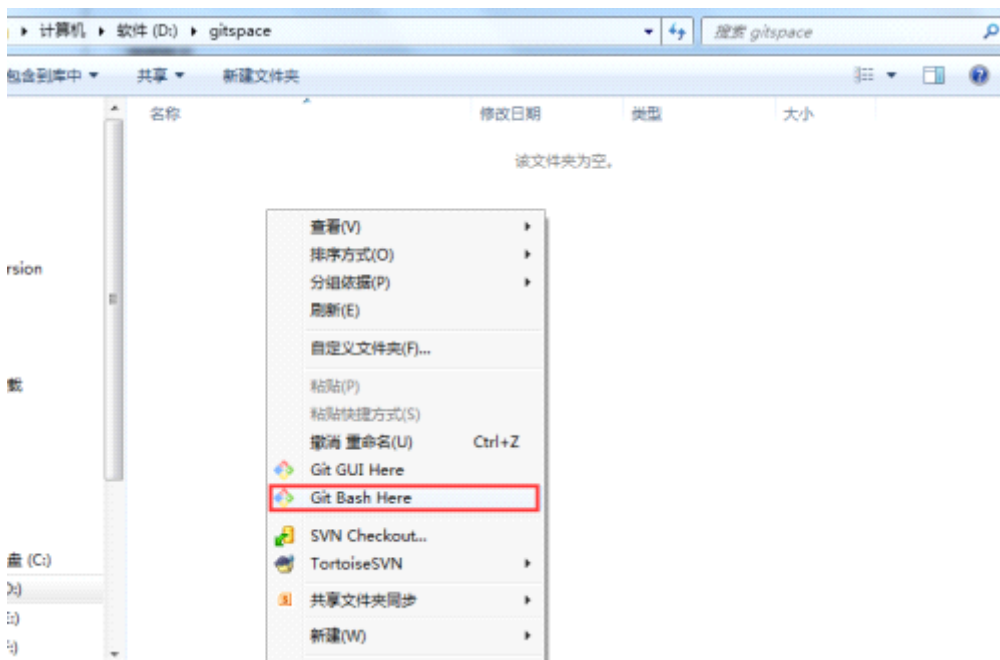 计算机 软件 (D:) gitspace 搜索 gitspace
包含到库中 共享 新建文件夹
名称 修改日期 类型 大小
该文件夹为空。
查看(V)
排序方式(O)
分组依据(P)
rsion
刷新(E)
自定义文件夹(F)...
载
粘贴(P)
粘贴快捷方式(S)
撤消 重命名(U) Ctrl+Z
Git GUI Here
Git Bash Here
SVN Checkout...
盘 (C:)
TortoiseSVN
D:)
共享文件夹同步
E:)
新建(W)